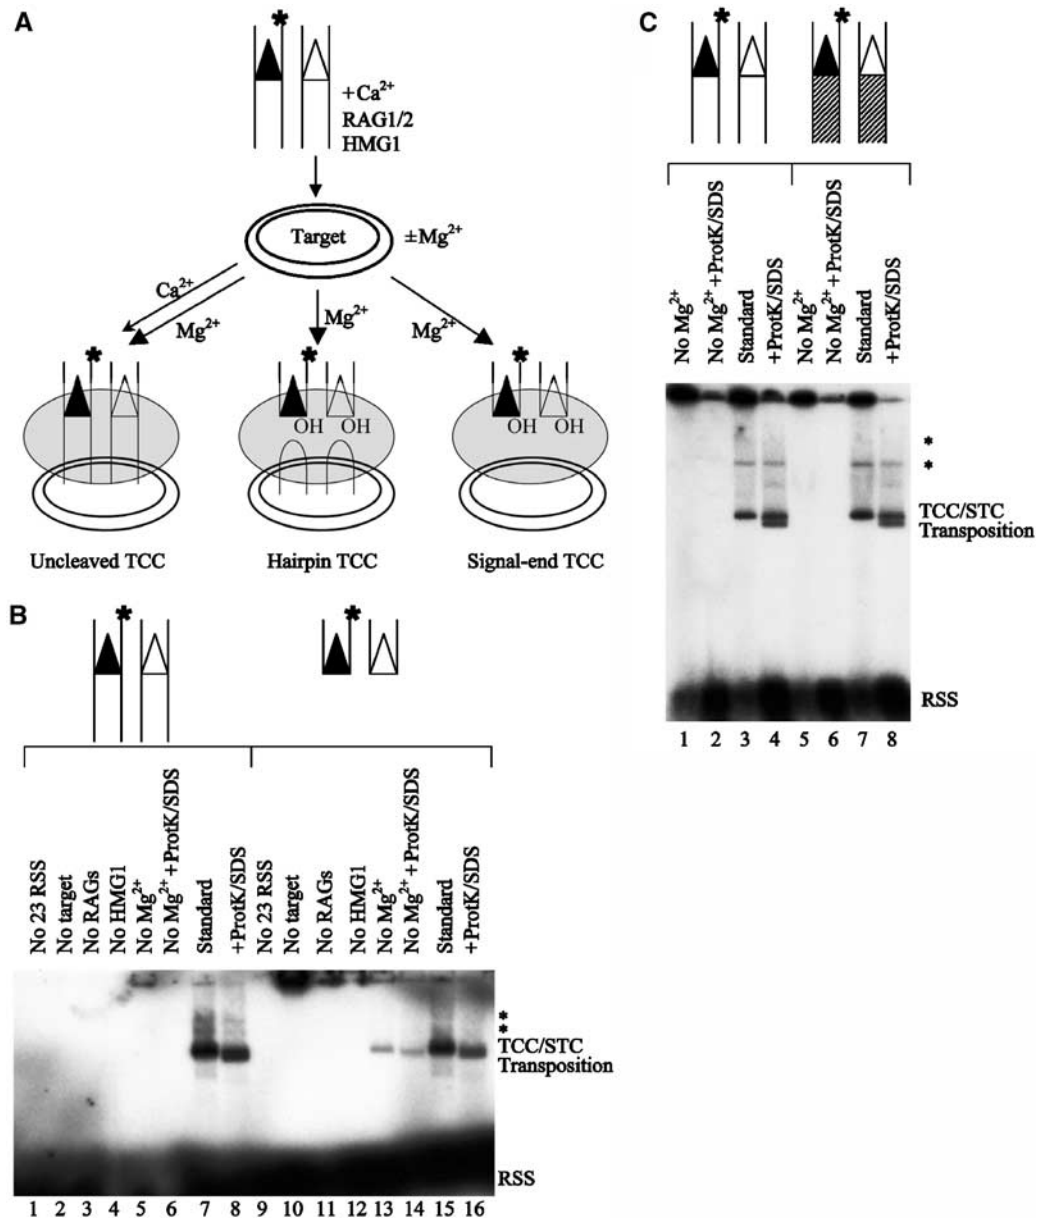 A
*
+Ca2+
RAG1/2
HMG1
Target
±Mg2+
Ca2+
Mg2+
Mg2+
Mg2+
*
*
*
OH OH
OH OH
Uncleaved TCC
Hairpin TCC
Signal-end TCC
B
*
*
No 23 RSS
No target
No RAGs
No HMG1
No Mg2+
No Mg2++ProtK/SDS
Standard
+ProtK/SDS
No 23 RSS
No target
No RAGs
No HMG1
No Mg2+
No Mg2++ProtK/SDS
Standard
+ProtK/SDS
*
*
TCC/STC
Transposition
RSS
1 2 3 4 5 6 7 8 9 10 11 12 13 14 15 16
C
*
*
No Mg2+
No Mg2++ProtK/SDS
Standard
+ProtK/SDS
No Mg2+
No Mg2++ProtK/SDS
Standard
+ProtK/SDS
*
*
TCC/STC
Transposition
RSS
1 2 3 4 5 6 7 8